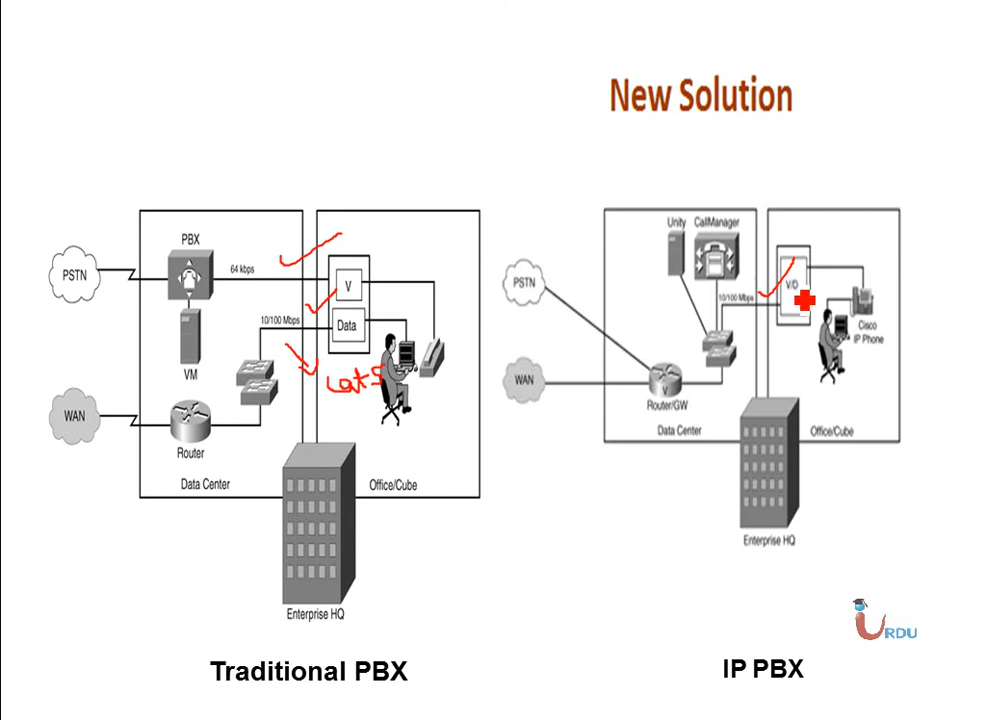 New Solution
PBX
64 kbps
PSTN
V
10/100 Mbps
Data
VM
cat5
WAN
Router
Data Center
Office/Cube
Enterprise HQ
Traditional PBX
Unity
CallManager
PSTN
V/D
10/100 Mbps
Cisco
IP Phone
WAN
V
Router/GW
Data Center
Office/Cube
Enterprise HQ
IP PBX
URDU